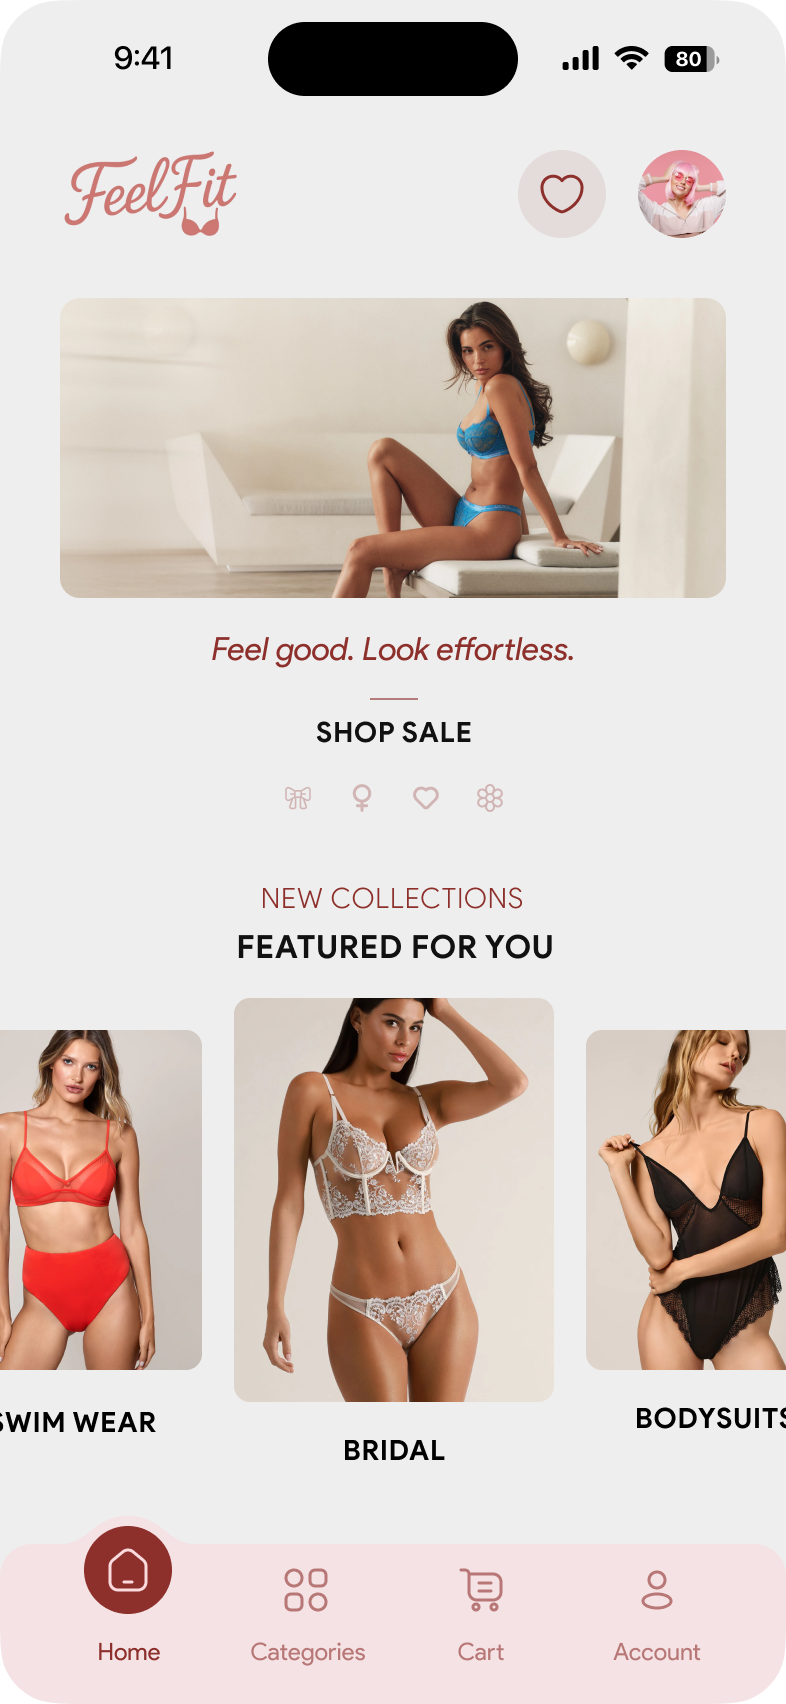 9:41
80
FeelFit
Feel good. Look effortless.
SHOP SALE
NEW COLLECTIONS
FEATURED FOR YOU
SWIM WEAR
BRIDAL
BODYSUITS
Home
Categories
Cart
Account